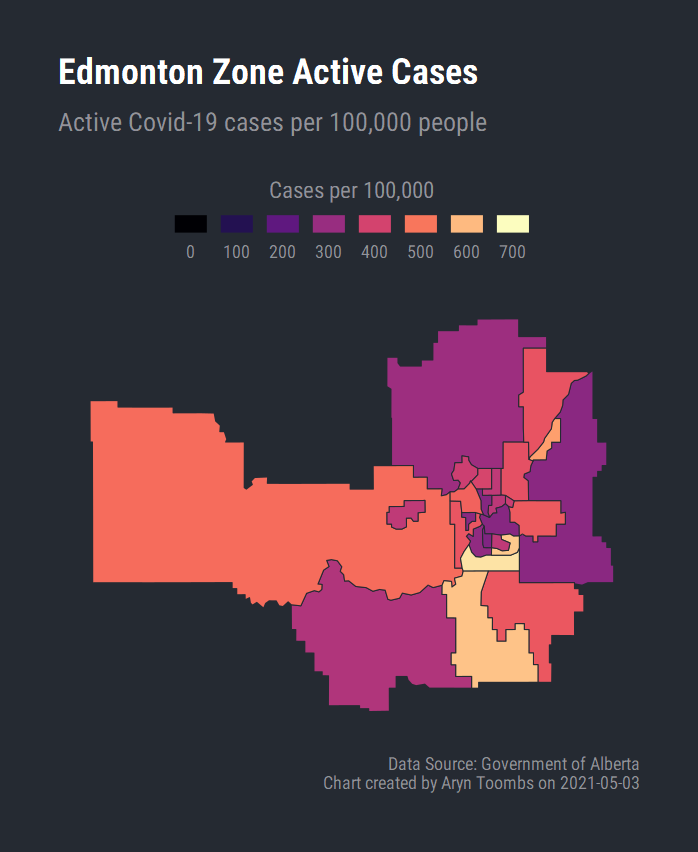 Edmonton Zone Active Cases
Active Covid-19 cases per 100,000 people
Cases per 100,000
0 100 200 300 400 500 600 700
Data Source: Government of Alberta
Chart created by Aryn Toombs on 2021-05-03